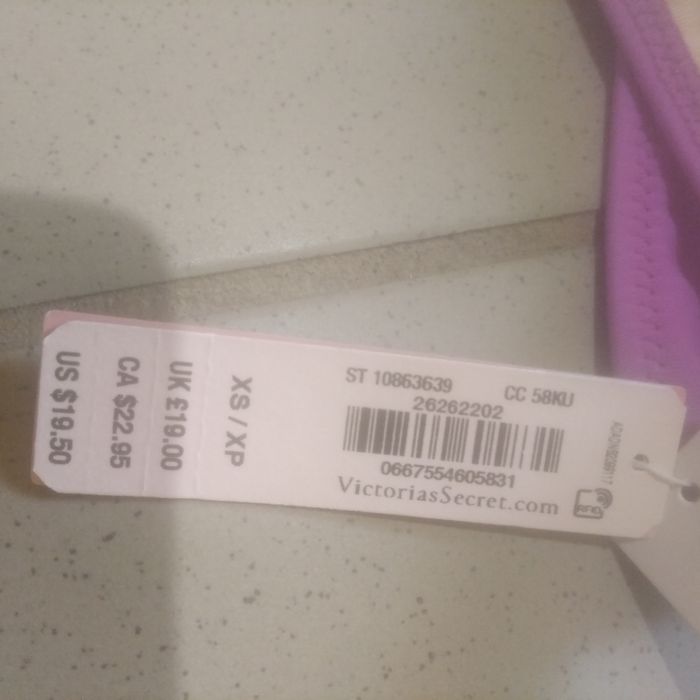 ST 10863639 CC 58KU
26262202
0667554605831
VictoriasSecret.com
RFID
XS / XP
UK £19.00
CA $22.95
US $19.50